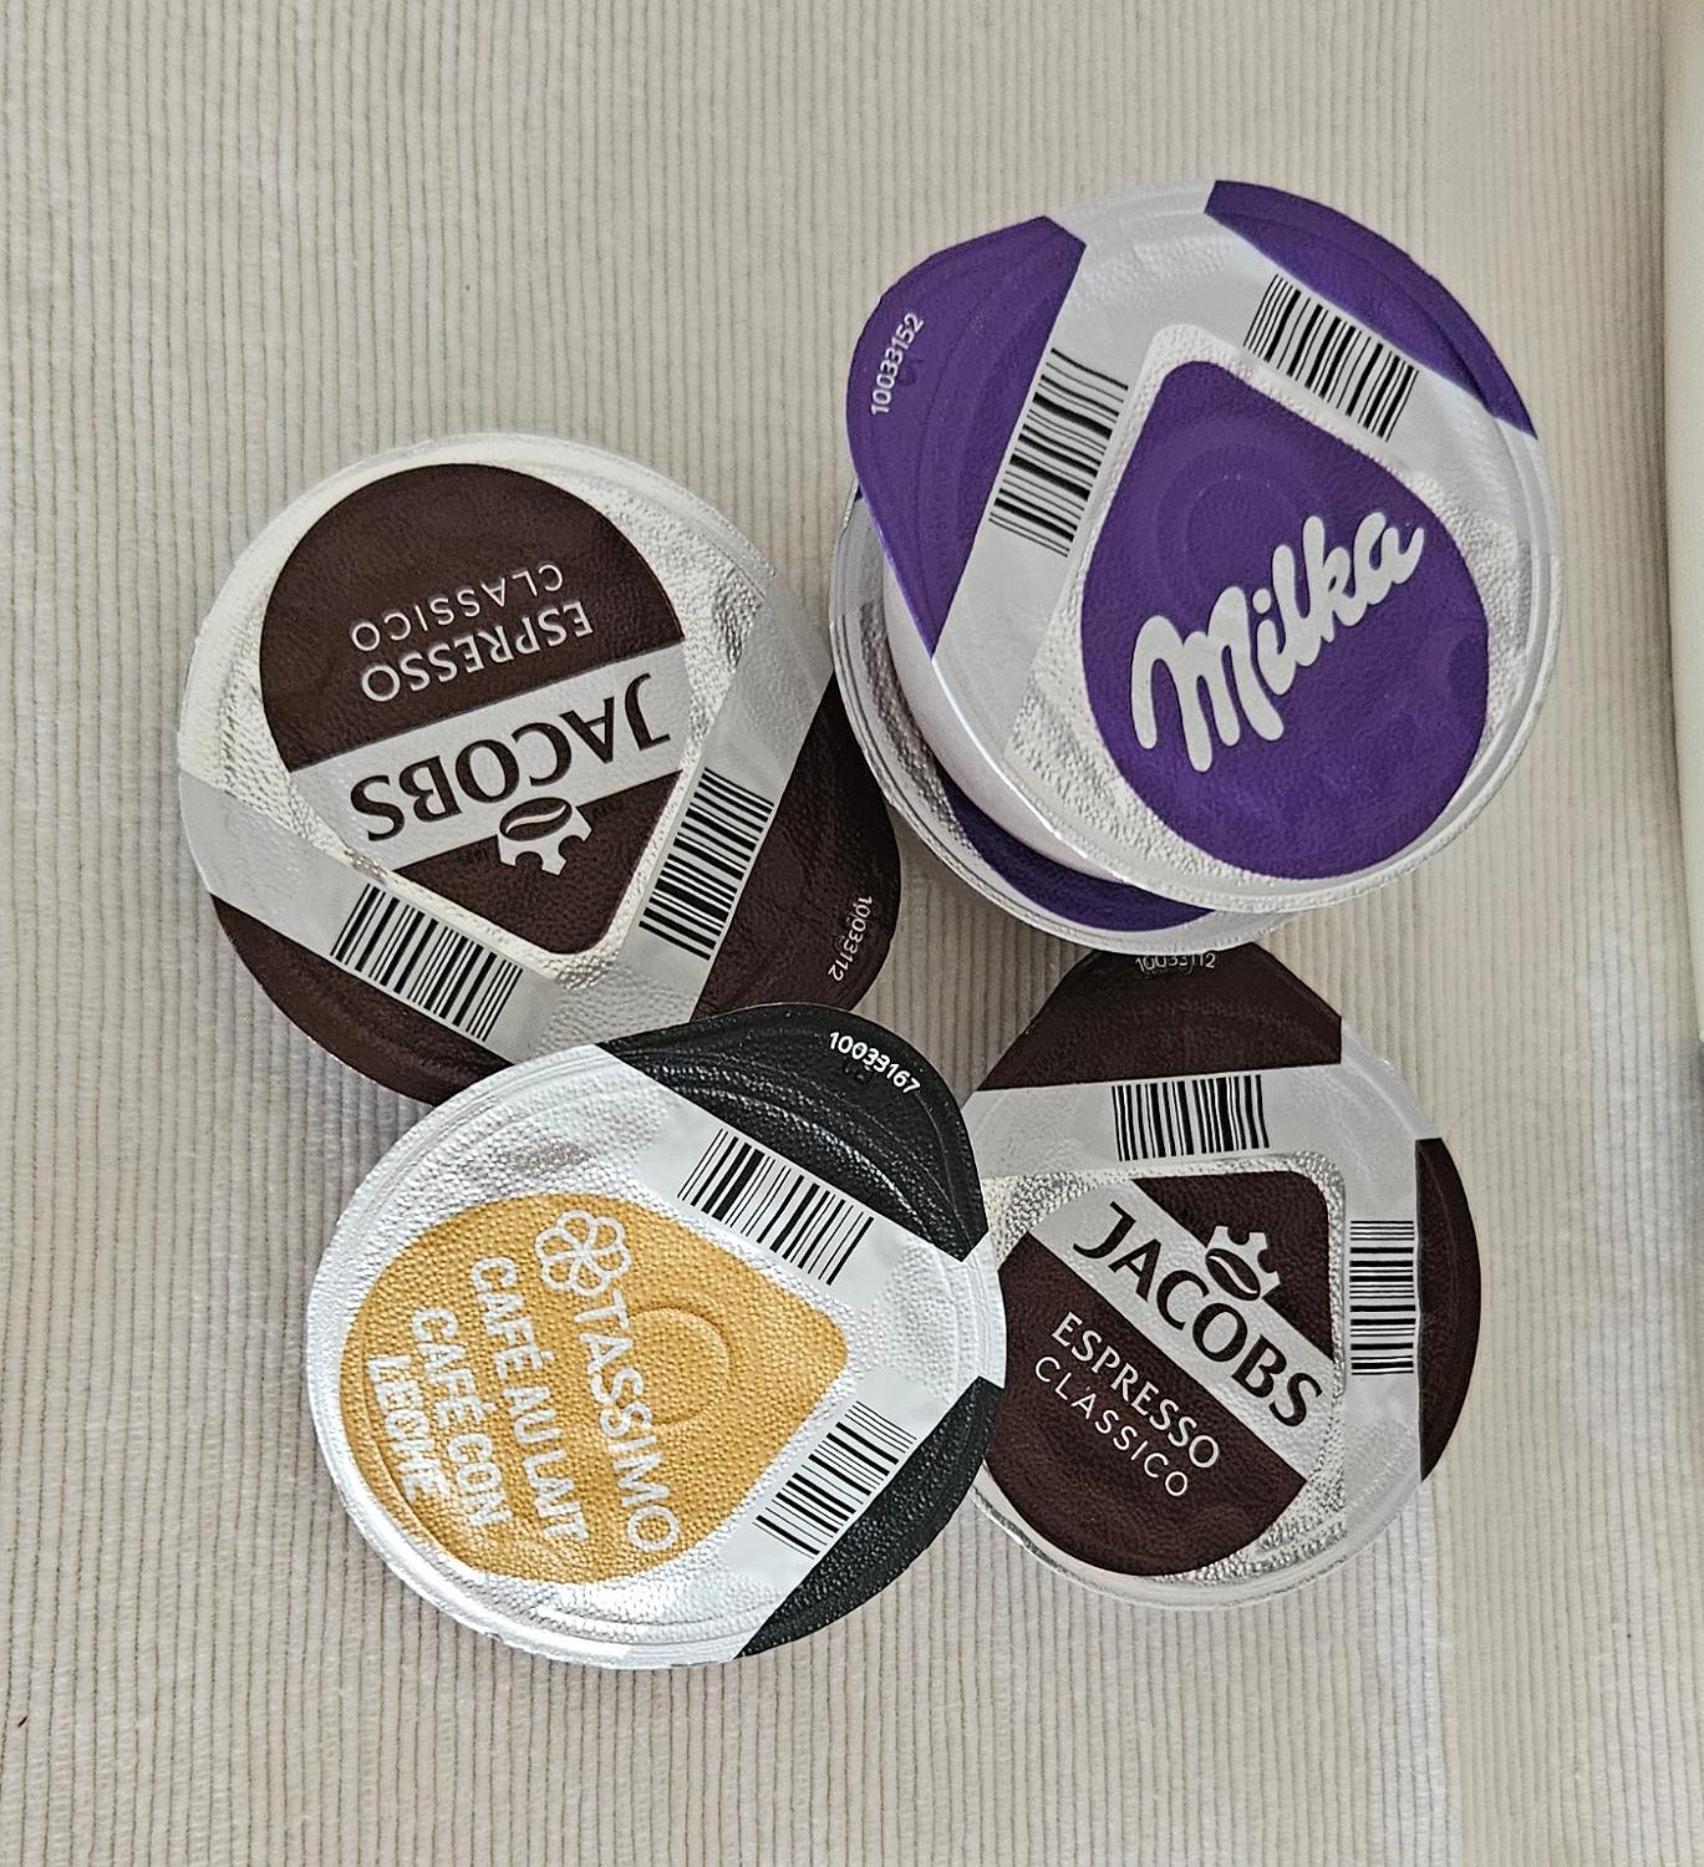 10033152
Milka
JACOBS
ESPRESSO
CLASSICO
10033112
10033167
TASSIMO
CAFÉ AU LAIT
CAFÉ CON
LECHE
10033112
JACOBS
ESPRESSO
CLASSICO